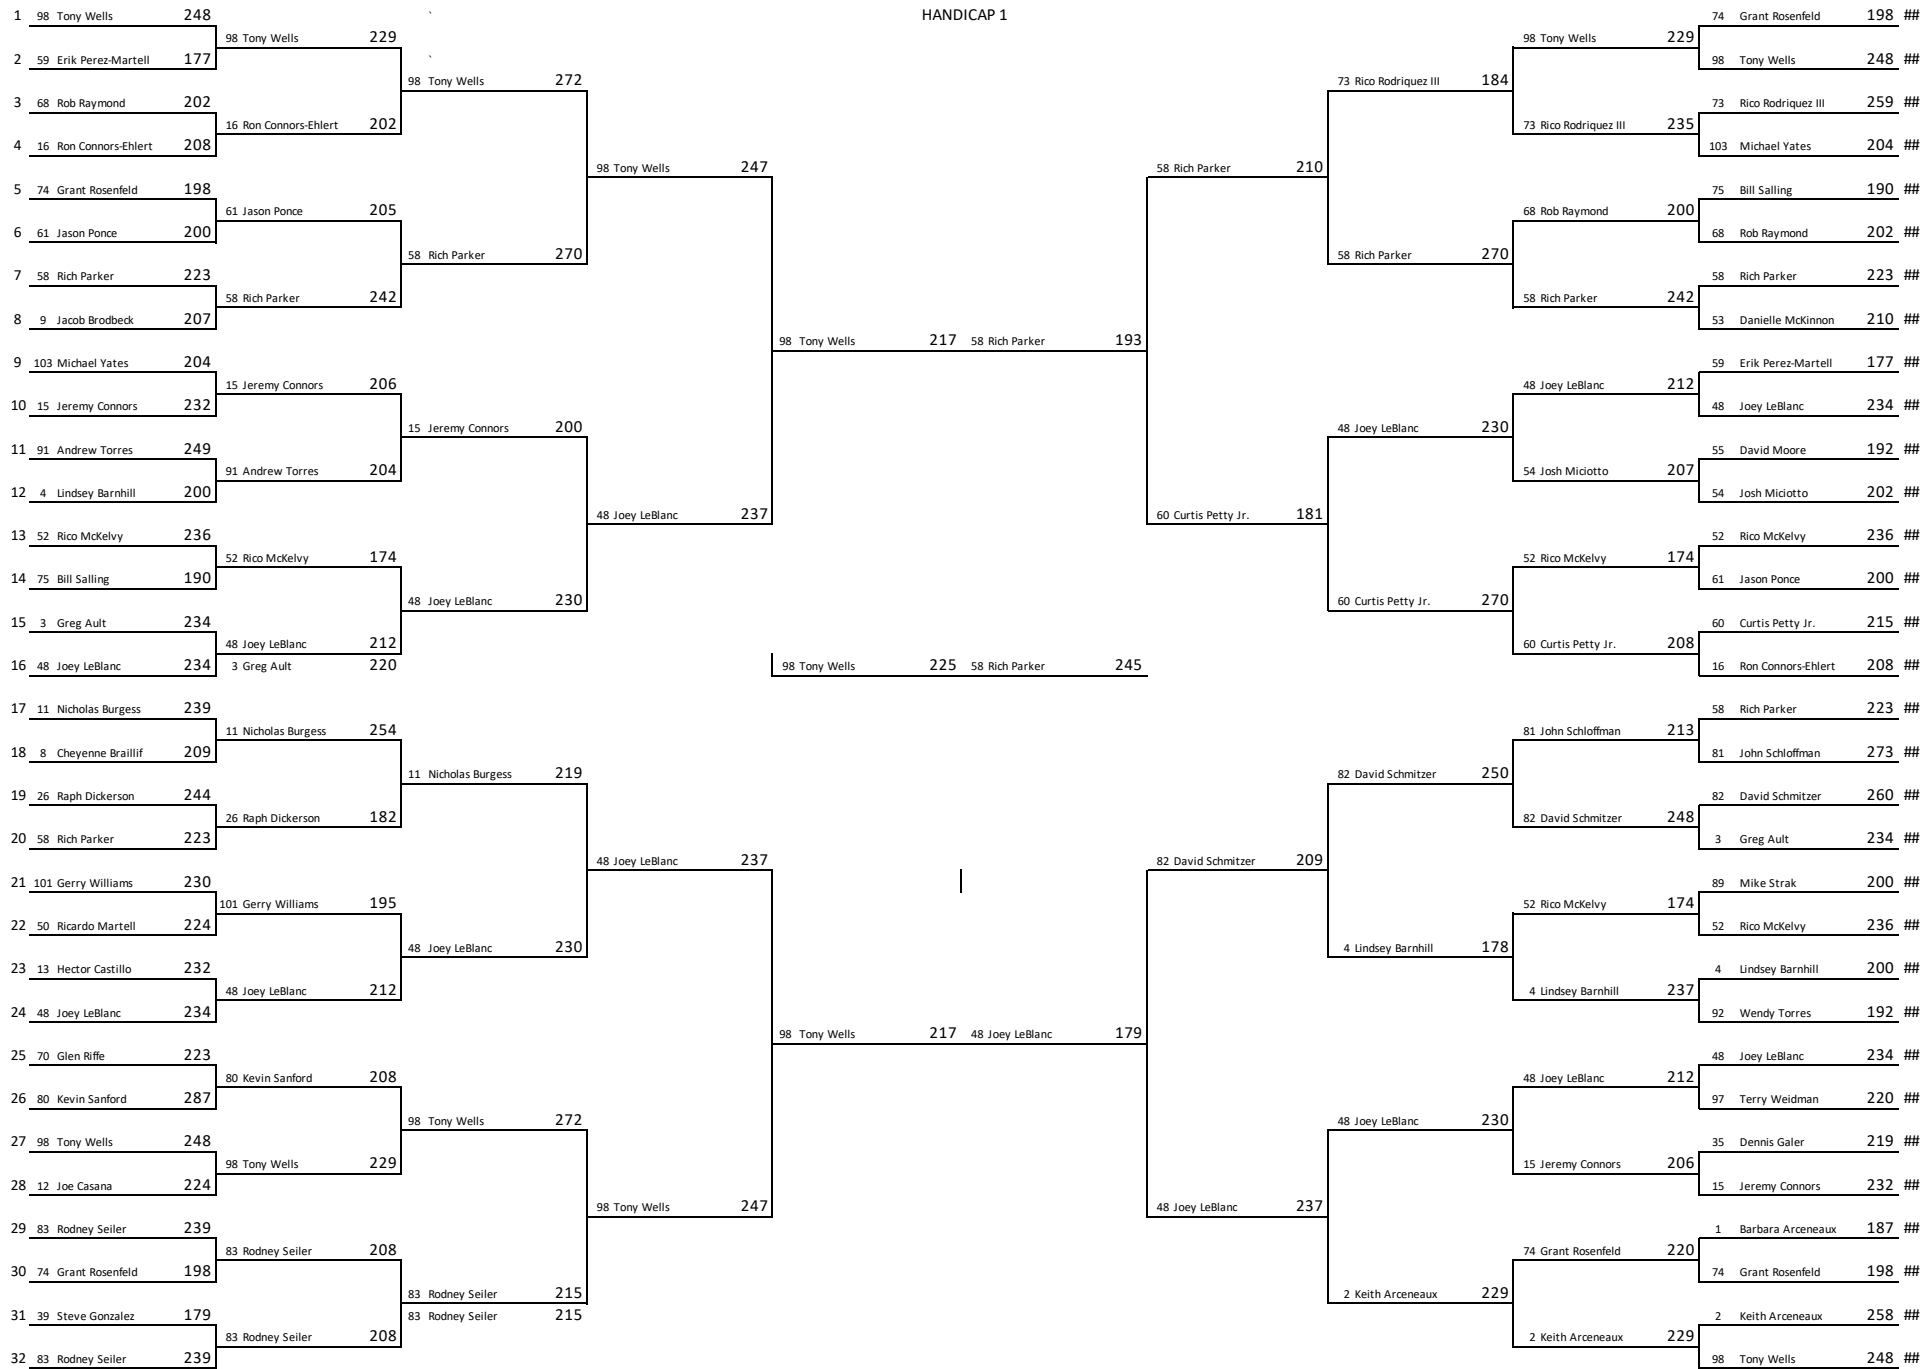 HANDICAP 1
1 98 Tony Wells 248
2 59 Erik Perez-Martell 177
3 68 Rob Raymond 202
4 16 Ron Connors-Ehlert 208
5 74 Grant Rosenfeld 198
6 61 Jason Ponce 200
7 58 Rich Parker 223
8 9 Jacob Brodbeck 207
9 103 Michael Yates 204
10 15 Jeremy Connors 232
11 91 Andrew Torres 249
12 4 Lindsey Barnhill 200
13 52 Rico McKelvy 236
14 75 Bill Salling 190
15 3 Greg Ault 234
16 48 Joey LeBlanc 234
17 11 Nicholas Burgess 239
18 8 Cheyenne Braillif 209
19 26 Raph Dickerson 244
20 58 Rich Parker 223
21 101 Gerry Williams 230
22 50 Ricardo Martell 224
23 13 Hector Castillo 232
24 48 Joey LeBlanc 234
25 70 Glen Riffe 223
26 80 Kevin Sanford 287
27 98 Tony Wells 248
28 12 Joe Casana 224
29 83 Rodney Seiler 239
30 74 Grant Rosenfeld 198
31 39 Steve Gonzalez 179
32 83 Rodney Seiler 239
98 Tony Wells 229
16 Ron Connors-Ehlert 202
61 Jason Ponce 205
58 Rich Parker 242
15 Jeremy Connors 206
91 Andrew Torres 204
52 Rico McKelvy 174
48 Joey LeBlanc 212
3 Greg Ault 220
11 Nicholas Burgess 254
26 Raph Dickerson 182
101 Gerry Williams 195
48 Joey LeBlanc 212
80 Kevin Sanford 208
98 Tony Wells 229
83 Rodney Seiler 208
83 Rodney Seiler 208
`
`
98 Tony Wells 272
58 Rich Parker 270
15 Jeremy Connors 200
48 Joey LeBlanc 230
11 Nicholas Burgess 219
48 Joey LeBlanc 230
98 Tony Wells 272
83 Rodney Seiler 215
83 Rodney Seiler 215
98 Tony Wells 247
48 Joey LeBlanc 237
48 Joey LeBlanc 237
98 Tony Wells 247
98 Tony Wells 217 58 Rich Parker 193
98 Tony Wells 225 58 Rich Parker 245
98 Tony Wells 217 48 Joey LeBlanc 179
58 Rich Parker 210
60 Curtis Petty Jr. 181
82 David Schmitzer 209
48 Joey LeBlanc 237
73 Rico Rodriquez III 184
58 Rich Parker 270
48 Joey LeBlanc 230
60 Curtis Petty Jr. 270
82 David Schmitzer 250
4 Lindsey Barnhill 178
48 Joey LeBlanc 230
2 Keith Arceneaux 229
98 Tony Wells 229
73 Rico Rodriquez III 235
68 Rob Raymond 200
58 Rich Parker 242
48 Joey LeBlanc 212
54 Josh Miciotto 207
52 Rico McKelvy 174
60 Curtis Petty Jr. 208
81 John Schloffman 213
82 David Schmitzer 248
52 Rico McKelvy 174
4 Lindsey Barnhill 237
48 Joey LeBlanc 212
15 Jeremy Connors 206
74 Grant Rosenfeld 220
2 Keith Arceneaux 229
74 Grant Rosenfeld 198 ##
98 Tony Wells 248 ##
73 Rico Rodriquez III 259 ##
103 Michael Yates 204 ##
75 Bill Salling 190 ##
68 Rob Raymond 202 ##
58 Rich Parker 223 ##
53 Danielle McKinnon 210 ##
59 Erik Perez-Martell 177 ##
48 Joey LeBlanc 234 ##
55 David Moore 192 ##
54 Josh Miciotto 202 ##
52 Rico McKelvy 236 ##
61 Jason Ponce 200 ##
60 Curtis Petty Jr. 215 ##
16 Ron Connors-Ehlert 208 ##
58 Rich Parker 223 ##
81 John Schloffman 273 ##
82 David Schmitzer 260 ##
3 Greg Ault 234 ##
89 Mike Strak 200 ##
52 Rico McKelvy 236 ##
4 Lindsey Barnhill 200 ##
92 Wendy Torres 192 ##
48 Joey LeBlanc 234 ##
97 Terry Weidman 220 ##
35 Dennis Galer 219 ##
15 Jeremy Connors 232 ##
1 Barbara Arceneaux 187 ##
74 Grant Rosenfeld 198 ##
2 Keith Arceneaux 258 ##
98 Tony Wells 248 ##